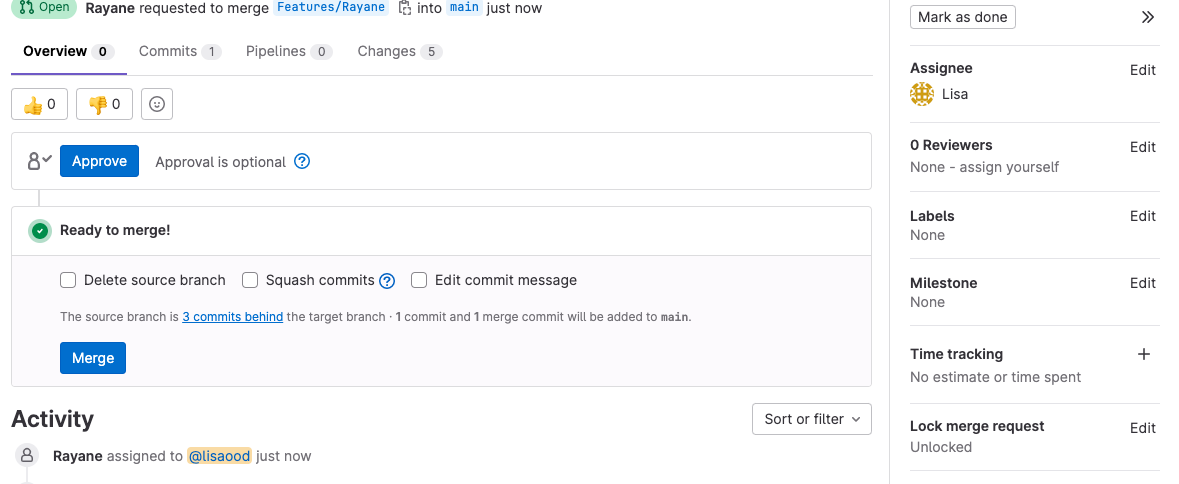 Open Rayane requested to merge Features/Rayane into main just now
Mark as done
Overview 0 Commits 1 Pipelines 0 Changes 5
👍 0 👎 0
Approve Approval is optional
Ready to merge!
Delete source branch Squash commits Edit commit message
The source branch is 3 commits behind the target branch · 1 commit and 1 merge commit will be added to main.
Merge
Activity
Sort or filter
Rayane assigned to @lisaood just now
Assignee Edit
Lisa
0 Reviewers Edit
None - assign yourself
Labels Edit
None
Milestone Edit
None
Time tracking
No estimate or time spent
Lock merge request Edit
Unlocked